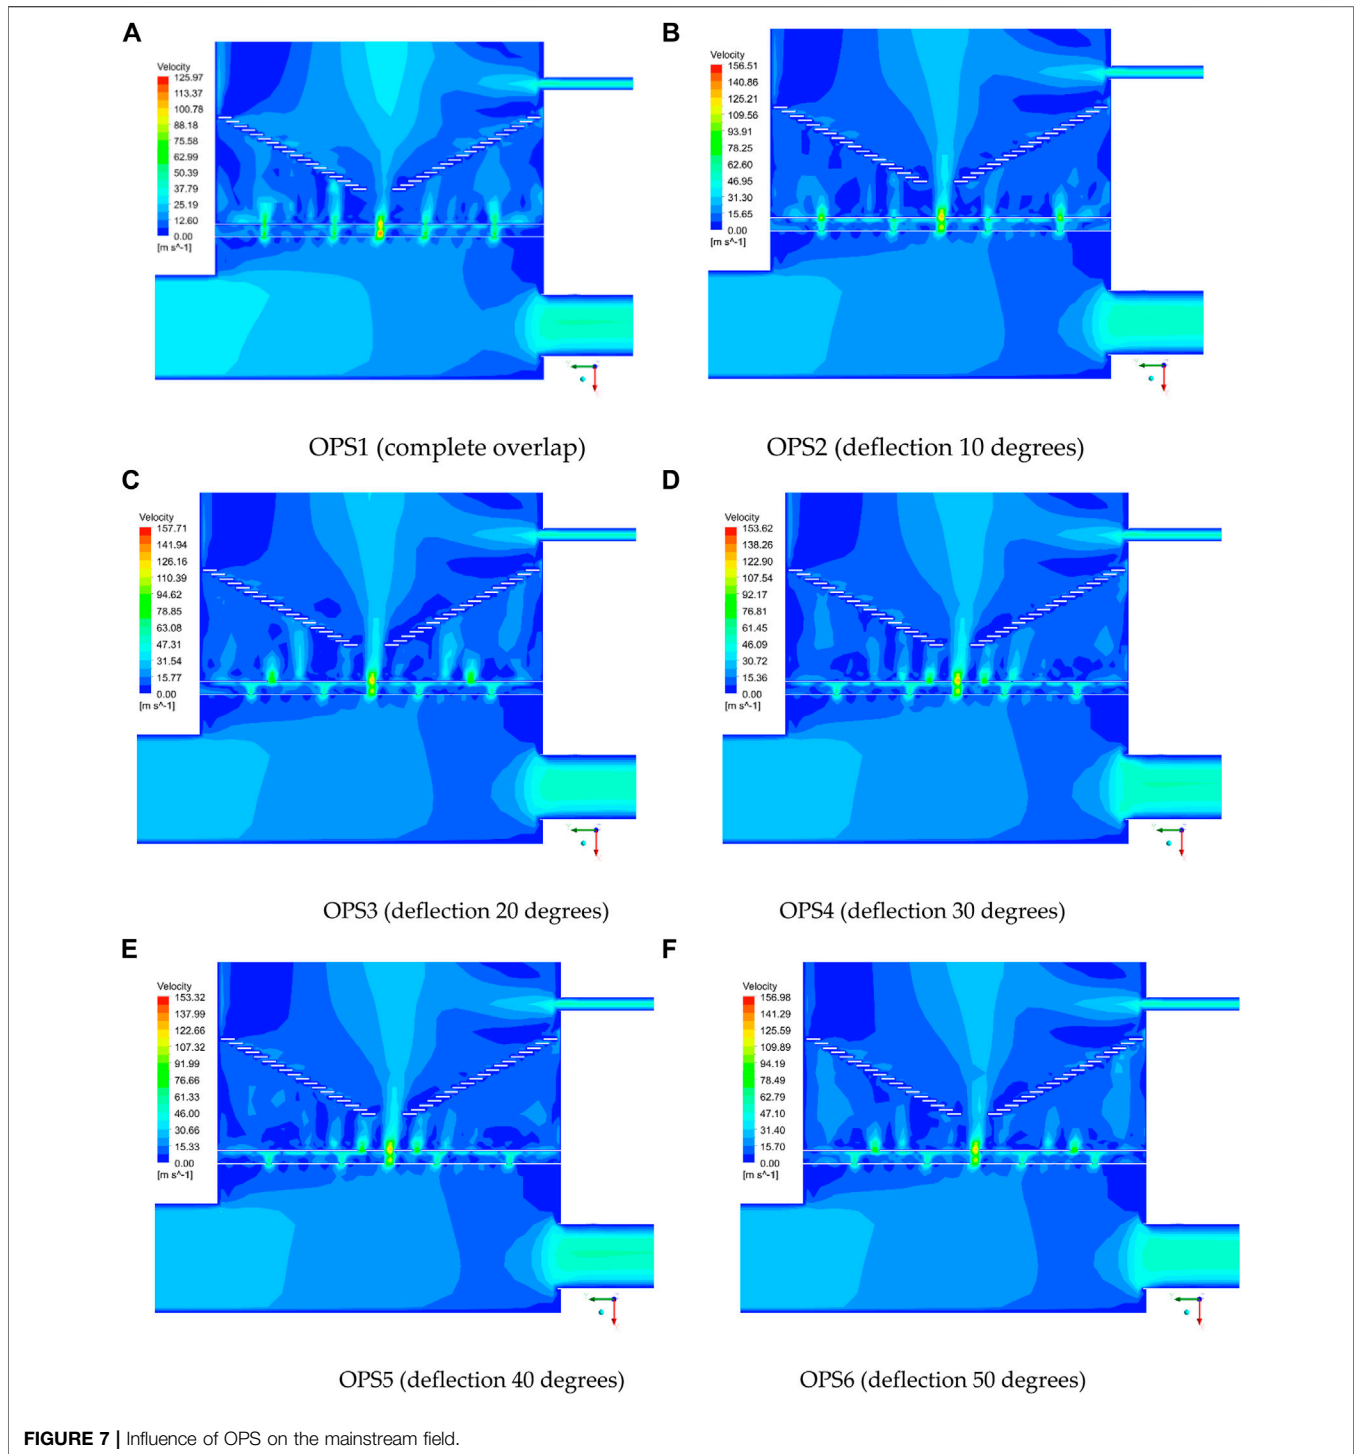 A
Velocity
125.97
113.37
100.78
88.18
75.58
62.99
50.39
37.79
25.19
12.60
0.00
[m s^-1]
OPS1 (complete overlap)
B
Velocity
156.51
140.86
125.21
109.56
93.91
78.25
62.60
46.95
31.30
15.65
0.00
[m s^-1]
OPS2 (deflection 10 degrees)
C
Velocity
157.71
141.94
126.16
110.39
94.62
78.85
63.08
47.31
31.54
15.77
0.00
[m s^-1]
OPS3 (deflection 20 degrees)
D
Velocity
153.62
138.26
122.90
107.54
92.17
76.81
61.45
46.09
30.72
15.36
0.00
[m s^-1]
OPS4 (deflection 30 degrees)
E
Velocity
153.32
137.99
122.66
107.32
91.99
76.66
61.33
46.00
30.66
15.33
0.00
[m s^-1]
OPS5 (deflection 40 degrees)
F
Velocity
156.98
141.29
125.59
109.89
94.19
78.49
62.79
47.10
31.40
15.70
0.00
[m s^-1]
OPS6 (deflection 50 degrees)
FIGURE 7 | Influence of OPS on the mainstream field.